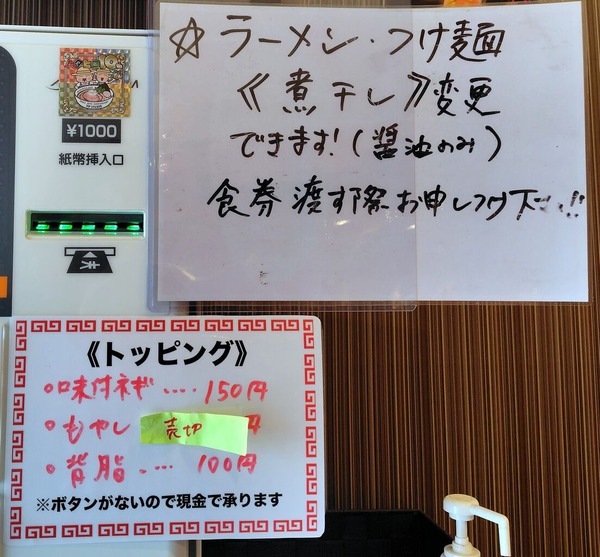 ☆ラーメン・つけ麺
《煮干し》変更
できます!(醤油のみ)
食券渡す際お申しつけ下さい!!
¥1000
紙幣挿入口
《トッピング》
○味付ネギ....150円
○もやし 売切 円
○背脂....100円
※ボタンがないので現金で承ります